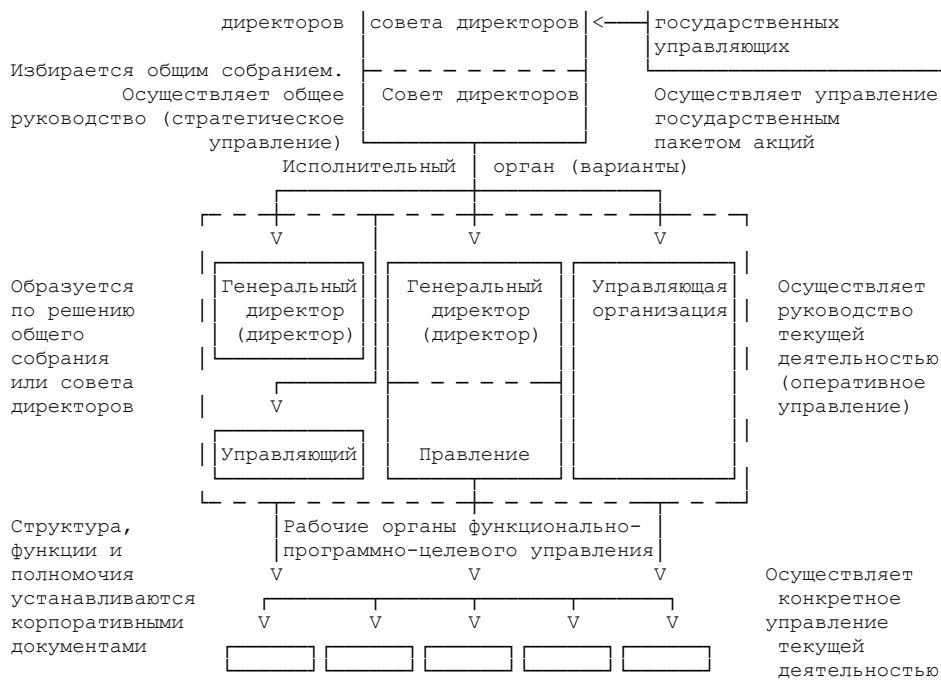 директоров совета директоров <— государственных
управляющих
Избирается общим собранием.
Осуществляет общее Совет директоров Осуществляет управление
руководство (стратегическое государственным
управление) пакетом акций
Исполнительный орган (варианты)
V V V
Образуется Генеральный Генеральный Управляющая Осуществляет
по решению директор директор организация руководство
общего (директор) (директор) текущей
собрания деятельностью
или совета (оперативное
директоров V управление)
Управляющий Правление
Структура, Рабочие органы функционально-
функции и программно-целевого управления
полномочия V V V Осуществляет
устанавливаются конкретное
корпоративными V V V V V управление
документами текущей
деятельностью